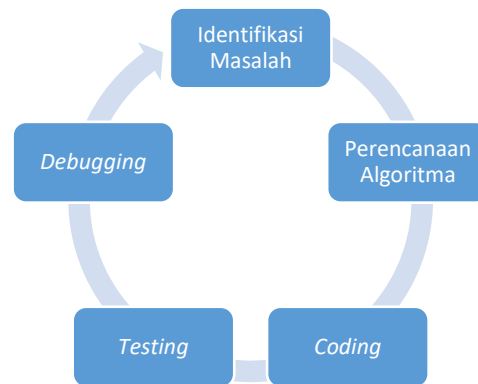 Identifikasi
Masalah
Perencanaan
Algoritma
Coding
Testing
Debugging